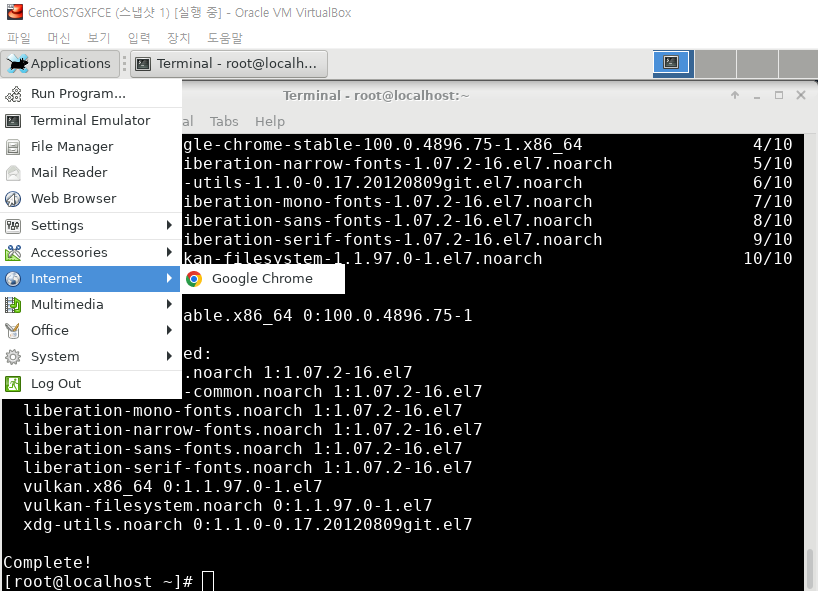 CentOS7GXFCE (스냅샷 1) [실행 중] - Oracle VM VirtualBox
파일 머신 보기 입력 장치 도움말
Applications Terminal - root@localh...
Terminal - root@localhost:~
Run Program...
Terminal Emulator
File Manager
Mail Reader
Web Browser
Settings
Accessories
Internet
Multimedia
Office
System
Log Out
Google Chrome
al Tabs Help
gle-chrome-stable-100.0.4896.75-1.x86_64 4/10
iberation-narrow-fonts-1.07.2-16.el7.noarch 5/10
-utils-1.1.0-0.17.20120809git.el7.noarch 6/10
iberation-mono-fonts-1.07.2-16.el7.noarch 7/10
iberation-sans-fonts-1.07.2-16.el7.noarch 8/10
iberation-serif-fonts-1.07.2-16.el7.noarch 9/10
kan-filesystem-1.1.97.0-1.el7.noarch 10/10
able.x86_64 0:100.0.4896.75-1
ed:
.noarch 1:1.07.2-16.el7
-common.noarch 1:1.07.2-16.el7
liberation-mono-fonts.noarch 1:1.07.2-16.el7
liberation-narrow-fonts.noarch 1:1.07.2-16.el7
liberation-sans-fonts.noarch 1:1.07.2-16.el7
liberation-serif-fonts.noarch 1:1.07.2-16.el7
vulkan.x86_64 0:1.1.97.0-1.el7
vulkan-filesystem.noarch 0:1.1.97.0-1.el7
xdg-utils.noarch 0:1.1.0-0.17.20120809git.el7
Complete!
[root@localhost ~]#